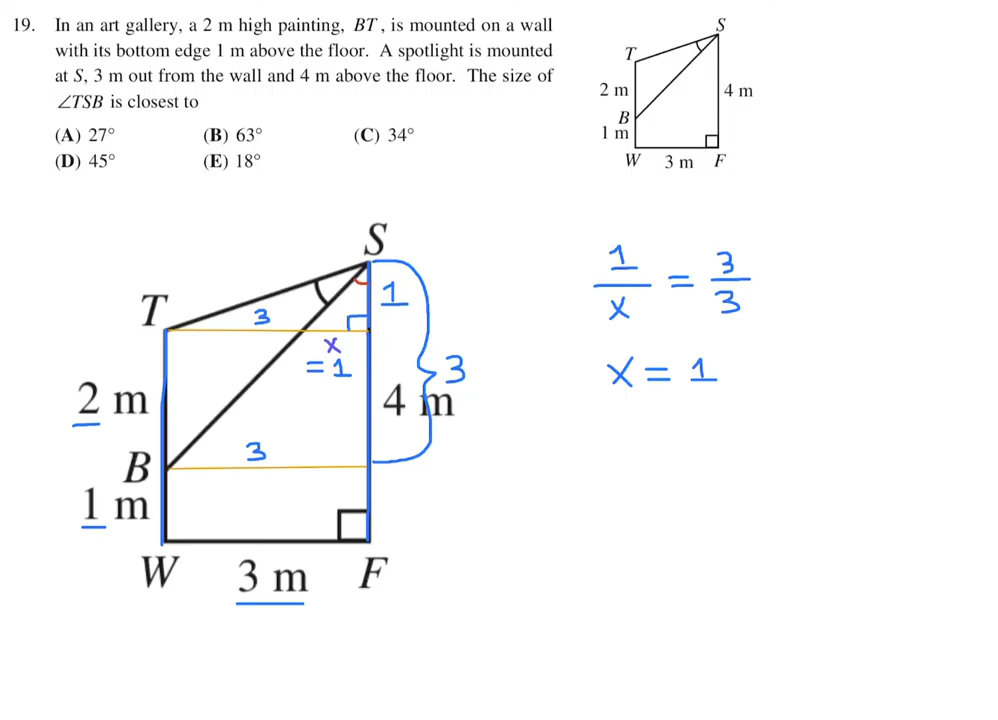 19. In an art gallery, a 2 m high painting, BT, is mounted on a wall
with its bottom edge 1 m above the floor. A spotlight is mounted
at S, 3 m out from the wall and 4 m above the floor. The size of
∠TSB is closest to
(A) 27° (B) 63° (C) 34°
(D) 45° (E) 18°
S
T
2 m
4 m
B
1 m
W 3 m F
S
1
T
3
x
= 1
3
2 m
4 m
B
3
1 m
W 3 m F
1/x = 3/3
x = 1